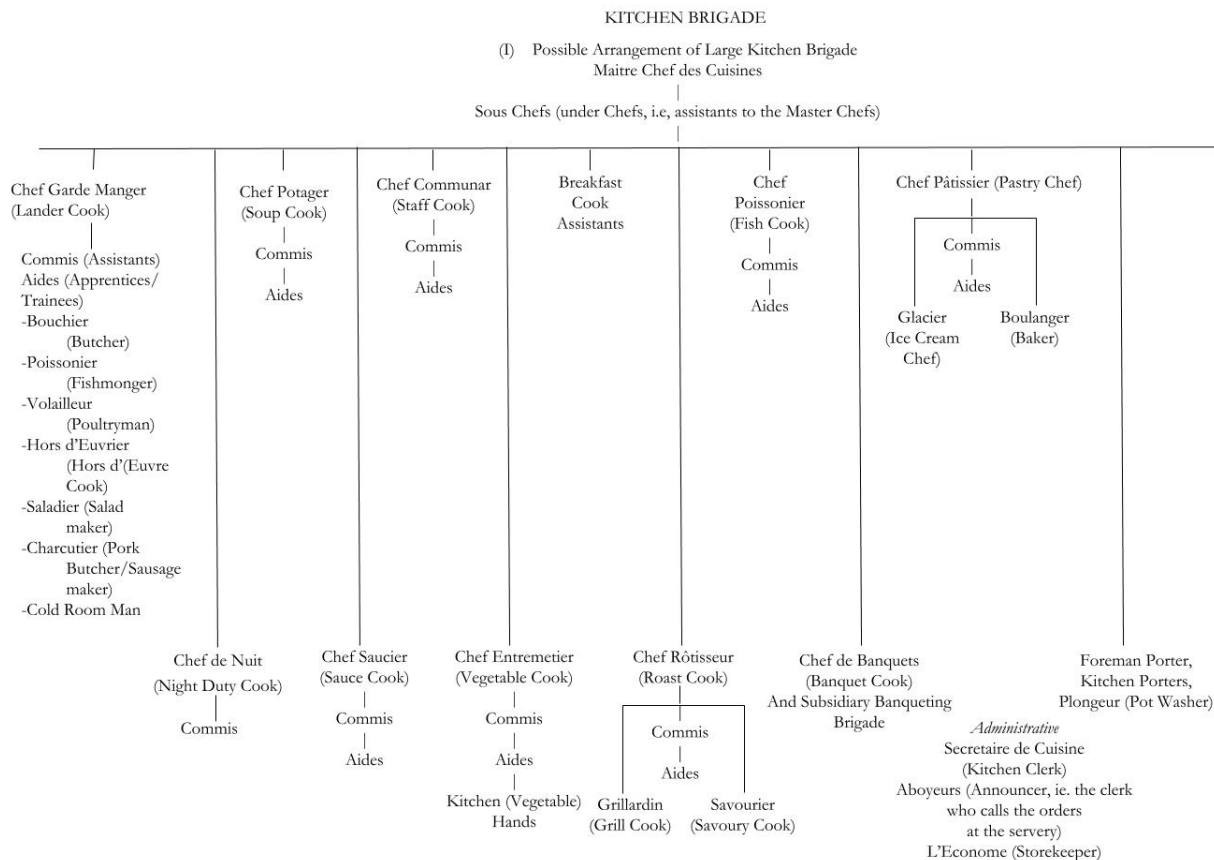 KITCHEN BRIGADE
(I) Possible Arrangement of Large Kitchen Brigade
Maitre Chef des Cuisines
Sous Chefs (under Chefs, i.e, assistants to the Master Chefs)
Chef Garde Manger
(Lander Cook)
Commis (Assistants)
Aides (Apprentices/
Trainees)
-Bouchier
(Butcher)
-Poissonier
(Fishmonger)
-Volailleur
(Poultryman)
-Hors d'Euvrier
(Hors d'(Euvre
Cook)
-Saladier (Salad
maker)
-Charcutier (Pork
Butcher/Sausage
maker)
-Cold Room Man
Chef Potager
(Soup Cook)
Commis
Aides
Chef Communar
(Staff Cook)
Commis
Aides
Breakfast
Cook
Assistants
Chef
Poissonier
(Fish Cook)
Commis
Aides
Chef Pâtissier (Pastry Chef)
Commis
Aides
Glacier
(Ice Cream
Chef)
Boulanger
(Baker)
Chef de Nuit
(Night Duty Cook)
Commis
Chef Saucier
(Sauce Cook)
Commis
Aides
Chef Entremetier
(Vegetable Cook)
Commis
Aides
Kitchen (Vegetable)
Hands
Chef Rôtisseur
(Roast Cook)
Commis
Aides
Grillardin
(Grill Cook)
Savourier
(Savoury Cook)
Chef de Banquets
(Banquet Cook)
And Subsidiary Banqueting
Brigade
Foreman Porter,
Kitchen Porters,
Plongeur (Pot Washer)
Administrative
Secretaire de Cuisine
(Kitchen Clerk)
Aboyeurs (Announcer, ie. the clerk
who calls the orders
at the servery)
L'Econome (Storekeeper)